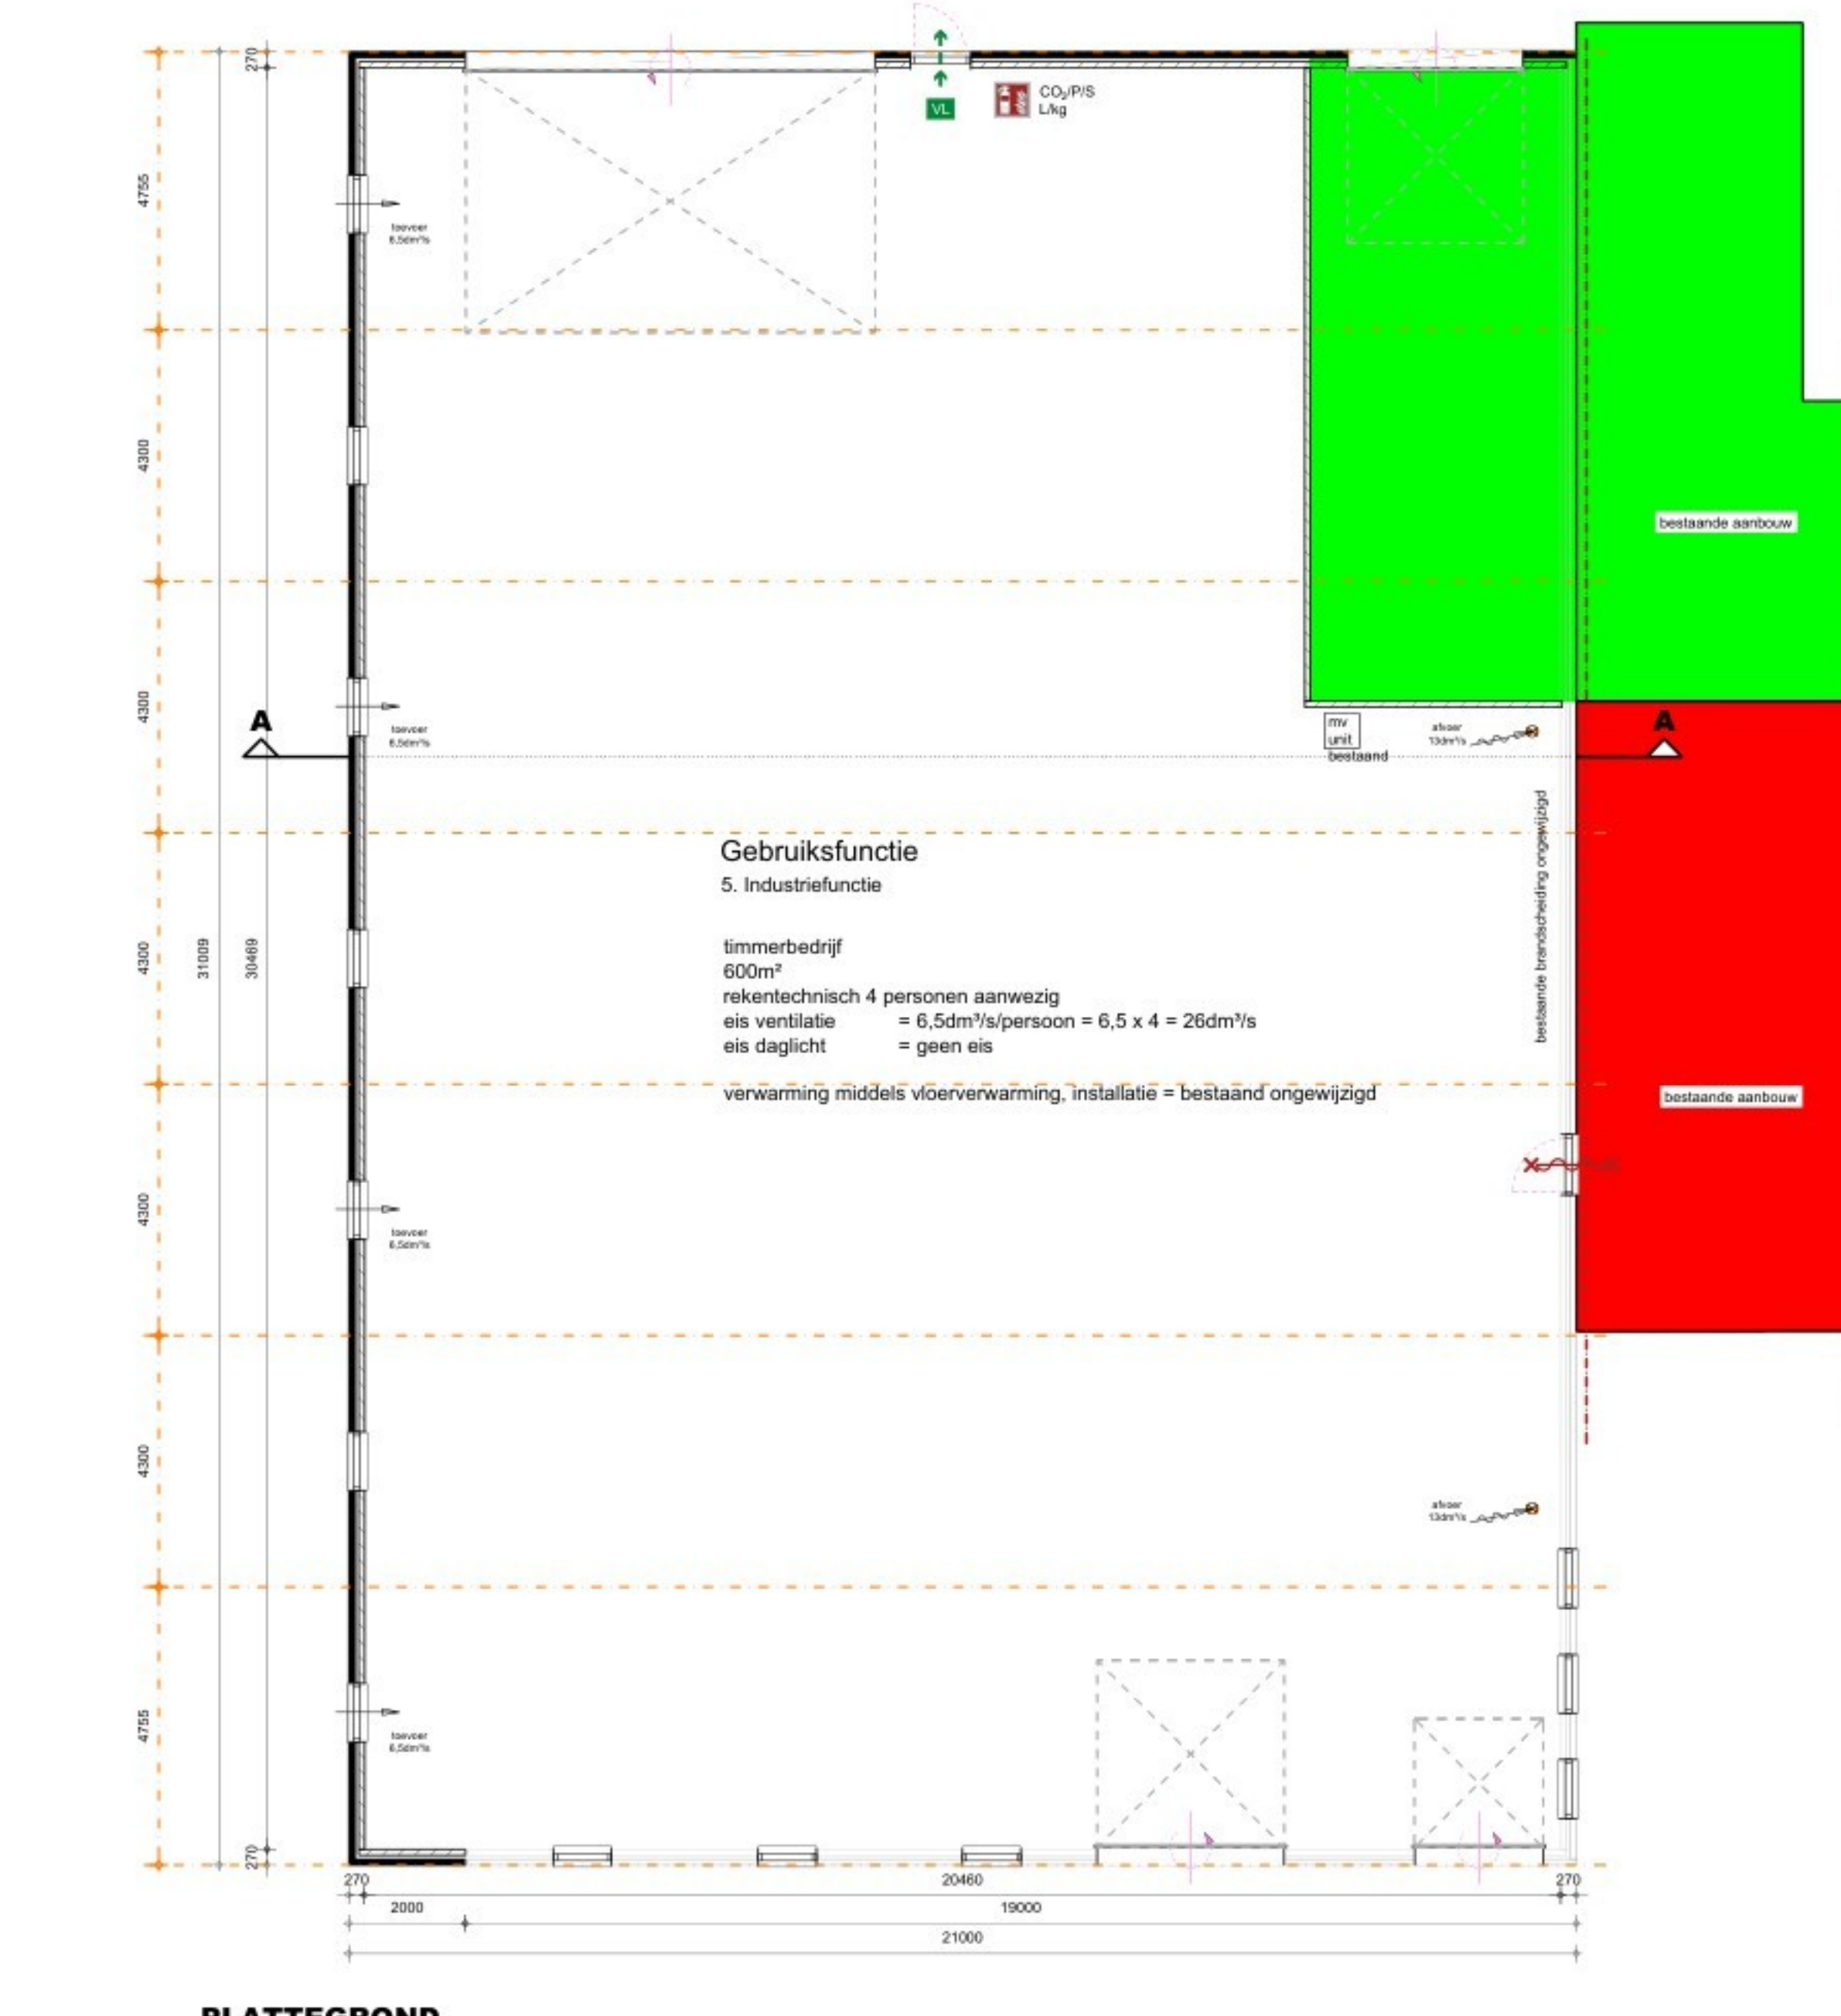 270
CO₂/P/S
L/kg
VL
4755
toevoer
6,5dm³/s
4300
bestaande aanbouw
4300
A
A
toevoer
6,5dm³/s
mv
unit
bestaand
afvoer
13dm³/s
bestaande brandscheiding ongewijzigd
Gebruiksfunctie
5. Industriefunctie
31009
30469
4300
timmerbedrijf
600m²
rekentechnisch 4 personen aanwezig
eis ventilatie = 6,5dm³/s/persoon = 6,5 x 4 = 26dm³/s
eis daglicht = geen eis
verwarming middels vloerverwarming, installatie = bestaand ongewijzigd
bestaande aanbouw
4300
toevoer
6,5dm³/s
4300
afvoer
13dm³/s
4755
toevoer
6,5dm³/s
270
270
20460
270
2000
19000
21000
PLATTEGROND